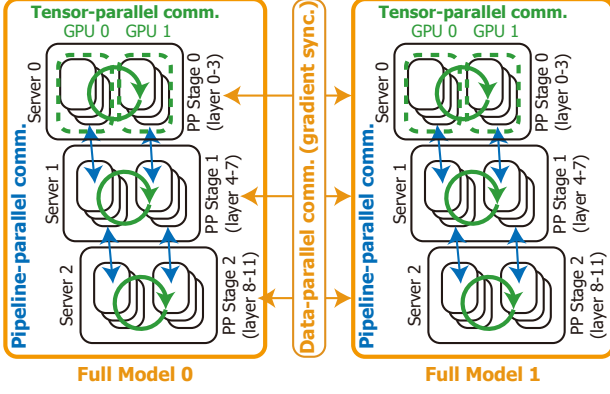 Tensor-parallel comm.
GPU 0 GPU 1
Server 0
PP Stage 0
(layer 0-3)
Server 1
PP Stage 1
(layer 4-7)
Server 2
PP Stage 2
(layer 8-11)
Pipeline-parallel comm.
Full Model 0
Data-parallel comm. (gradient sync.)
Tensor-parallel comm.
GPU 0 GPU 1
Server 0
PP Stage 0
(layer 0-3)
Server 1
PP Stage 1
(layer 4-7)
Server 2
PP Stage 2
(layer 8-11)
Pipeline-parallel comm.
Full Model 1